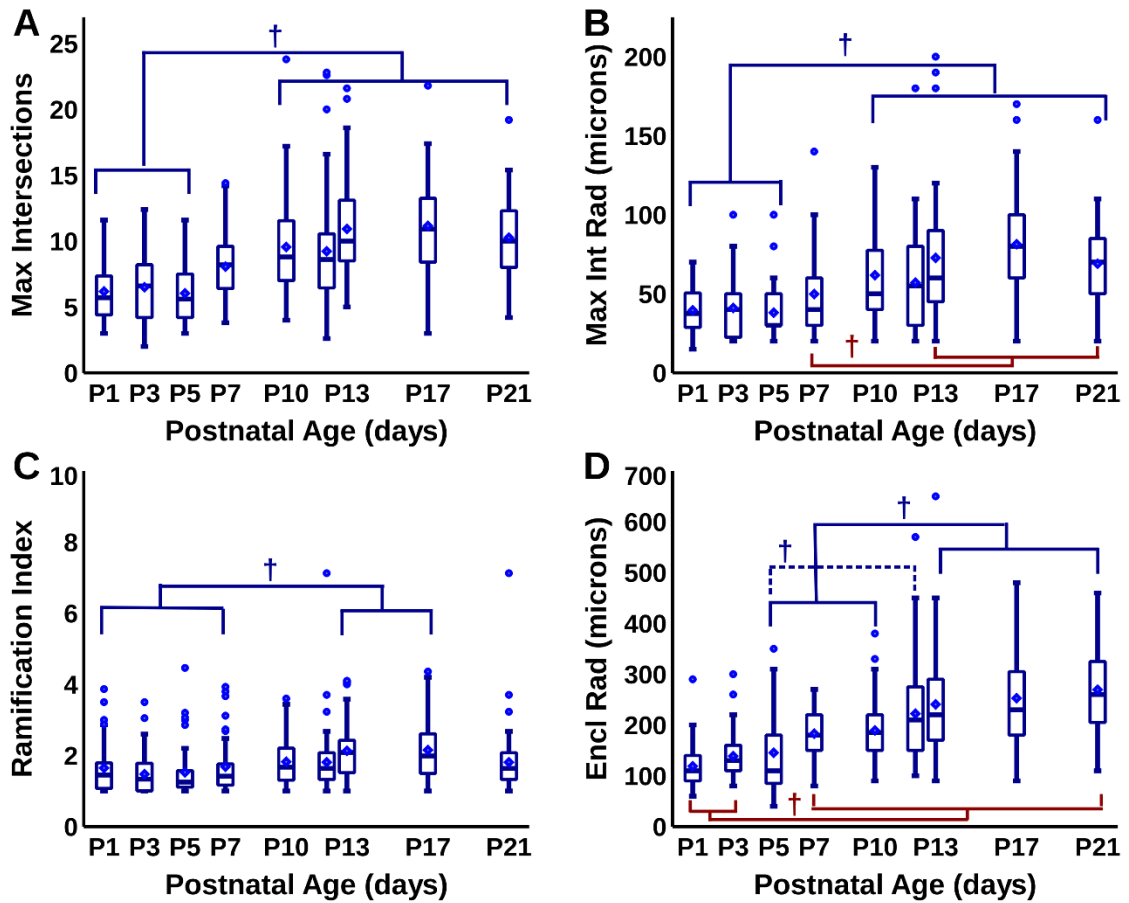 A
Max Intersections
25
20
15
10
5
0
†
P1 P3 P5 P7 P10 P13 P17 P21
Postnatal Age (days)
B
Max Int Rad (microns)
200
150
100
50
0
†
†
P1 P3 P5 P7 P10 P13 P17 P21
Postnatal Age (days)
C
Ramification Index
10
8
6
4
2
0
†
P1 P3 P5 P7 P10 P13 P17 P21
Postnatal Age (days)
D
Encl Rad (microns)
700
600
500
400
300
200
100
0
†
†
†
P1 P3 P5 P7 P10 P13 P17 P21
Postnatal Age (days)